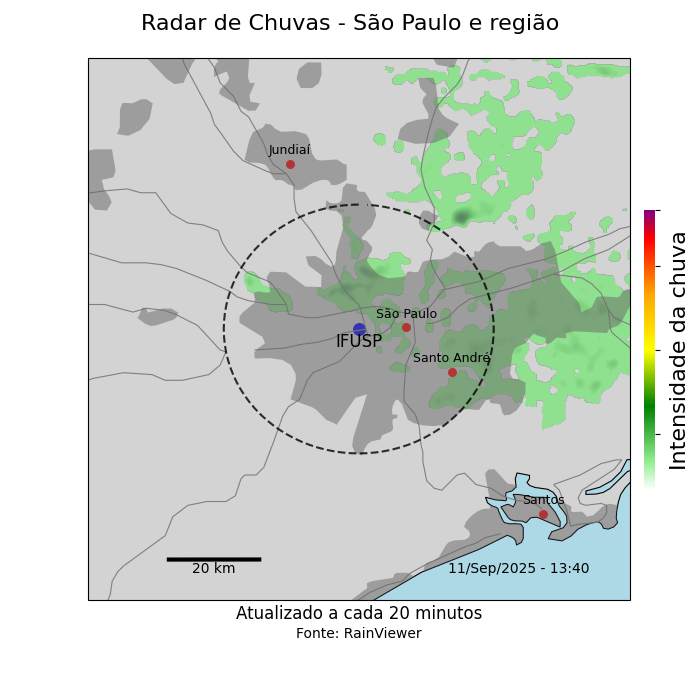 Radar de Chuvas - São Paulo e região
Jundiaí
São Paulo
IFUSP
Santo André
Santos
20 km
11/Sep/2025 - 13:40
Intensidade da chuva
Atualizado a cada 20 minutos
Fonte: RainViewer